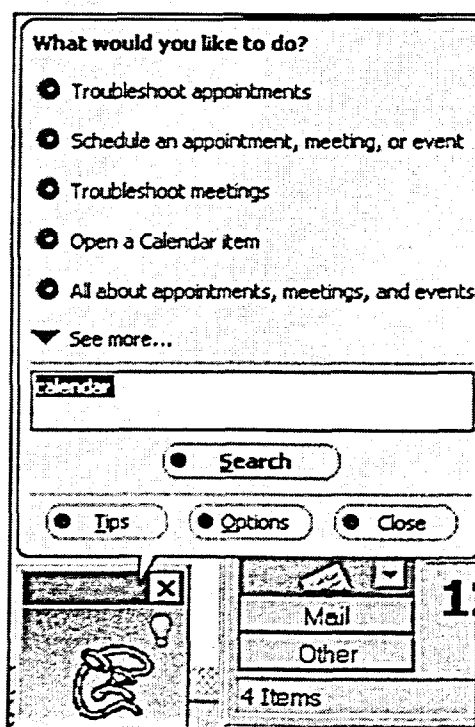 What would you like to do?
Troubleshoot appointments
Schedule an appointment, meeting, or event
Troubleshoot meetings
Open a Calendar item
All about appointments, meetings, and events
See more...
calendar
Search
Tips
Options
Close
Mail
Other
4 Items